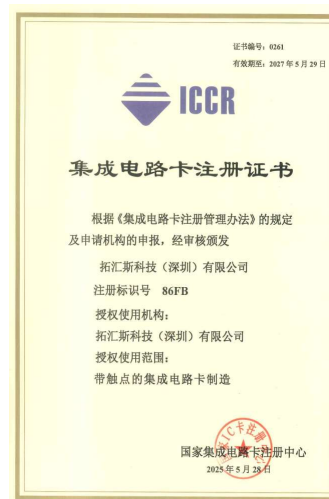 证书编号：0261
有效期至：2027年5月29日
ICCR
集成电路卡注册证书
根据《集成电路卡注册管理办法》的规定
及申请机构的申报，经审核颁发
拓汇斯科技（深圳）有限公司
注册标识号 86FB
授权使用机构：
拓汇斯科技（深圳）有限公司
授权使用范围：
带触点的集成电路卡制造
国家集成电路卡注册中心
2025年5月28日